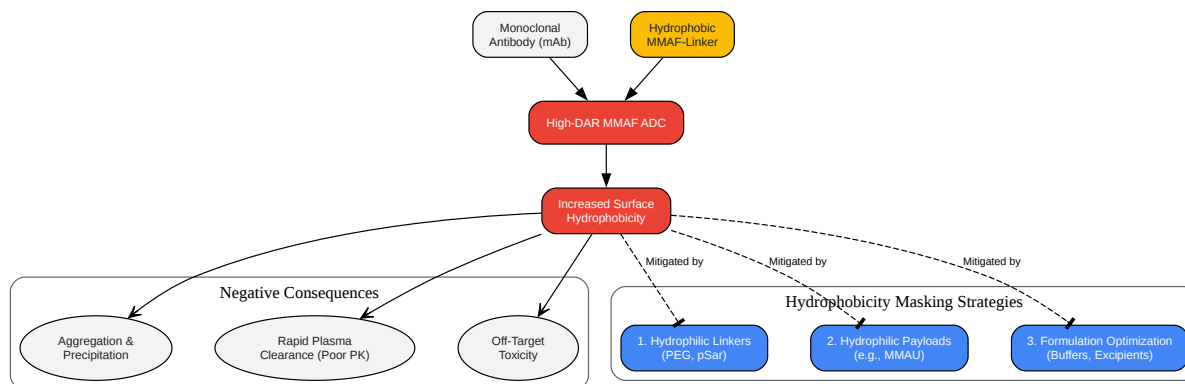 Monoclonal
Antibody (mAb)
Hydrophobic
MMAF-Linker
High-DAR MMAF ADC
Increased Surface
Hydrophobicity
Mitigated by
Mitigated by
Mitigated by
Negative Consequences
Hydrophobicity Masking Strategies
Aggregation &
Precipitation
Rapid Plasma
Clearance (Poor PK)
Off-Target
Toxicity
1. Hydrophilic Linkers
(PEG, pSar)
2. Hydrophilic Payloads
(e.g., MMAU)
3. Formulation Optimization
(Buffers, Excipients)